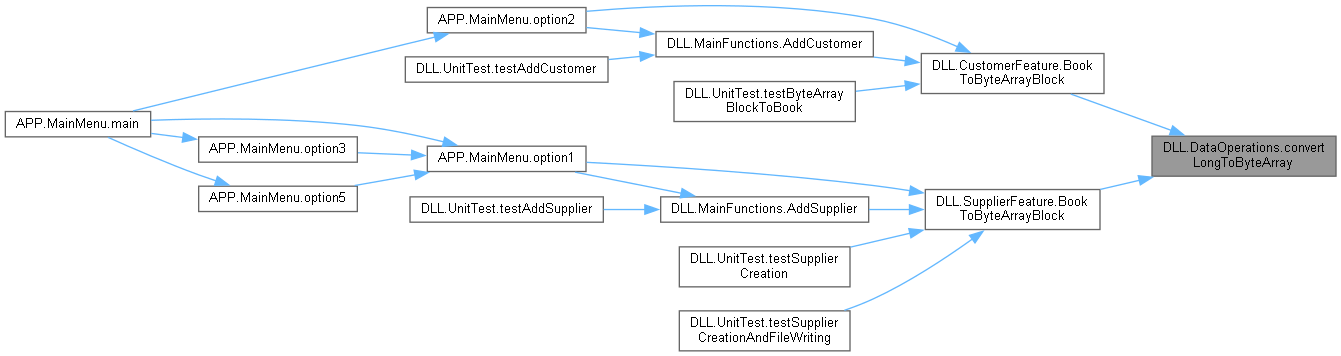 APP.MainMenu.option2
DLL.MainFunctions.AddCustomer
DLL.UnitTest.testAddCustomer
DLL.CustomerFeature.Book
ToByteArrayBlock
DLL.UnitTest.testByteArray
BlockToBook
APP.MainMenu.main
APP.MainMenu.option3
APP.MainMenu.option1
DLL.DataOperations.convert
LongToByteArray
APP.MainMenu.option5
DLL.UnitTest.testAddSupplier
DLL.MainFunctions.AddSupplier
DLL.SupplierFeature.Book
ToByteArrayBlock
DLL.UnitTest.testSupplier
Creation
DLL.UnitTest.testSupplier
CreationAndFileWriting